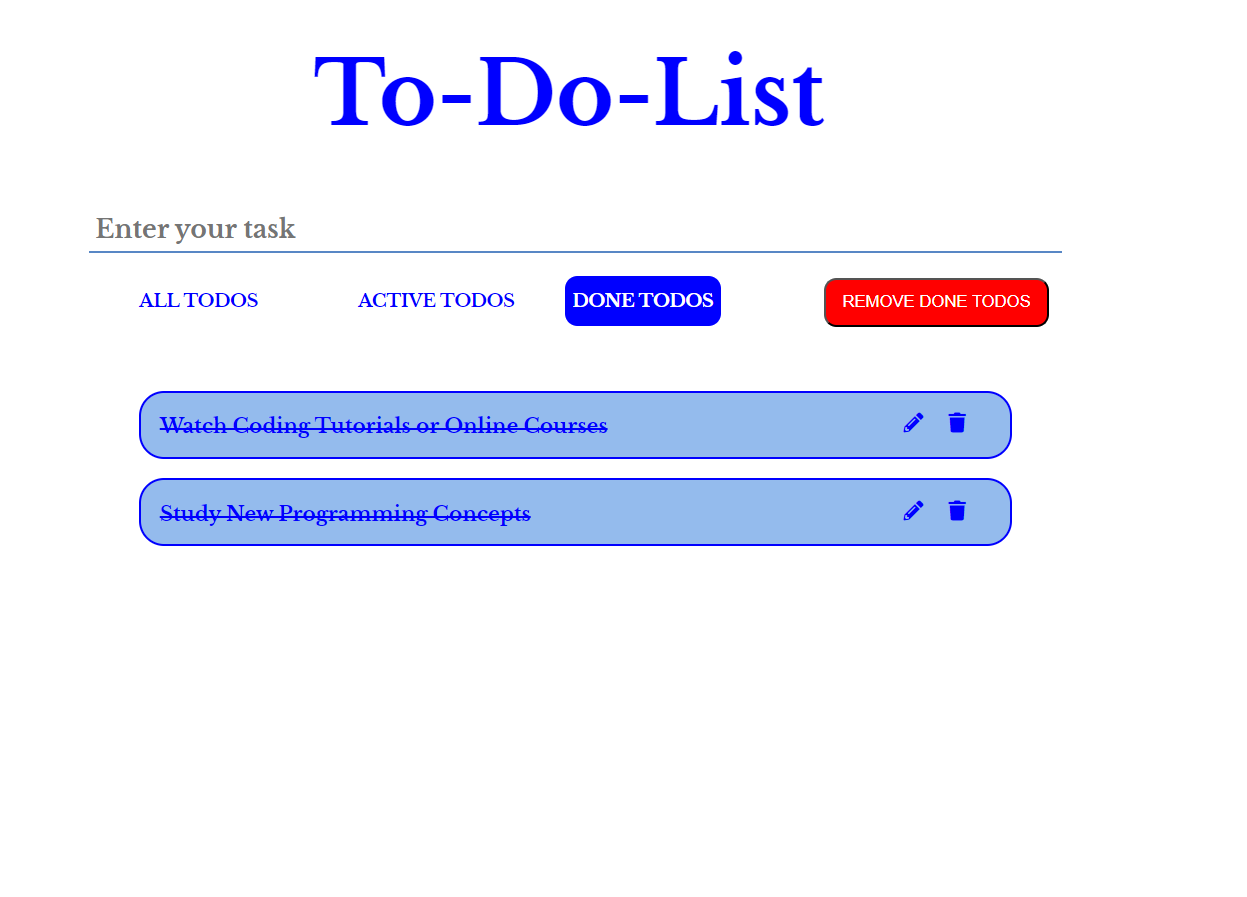 To-Do-List
Enter your task
ALL TODOS ACTIVE TODOS DONE TODOS REMOVE DONE TODOS
Watch Coding Tutorials or Online Courses
Study New Programming Concepts